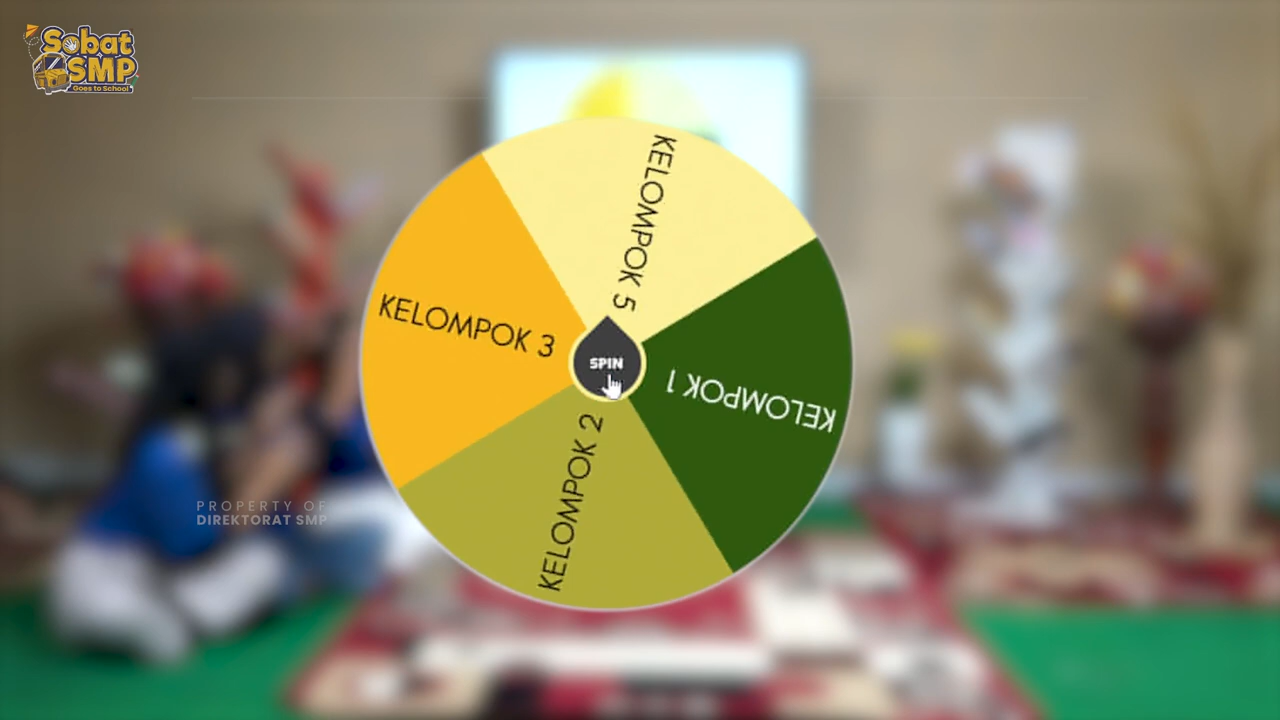 Sobat
SMP
Goes to School
KELOMPOK 5
KELOMPOK 3
SPIN
KELOMPOK 1
KELOMPOK 2
PROPERTY OF
DIREKTORAT SMP